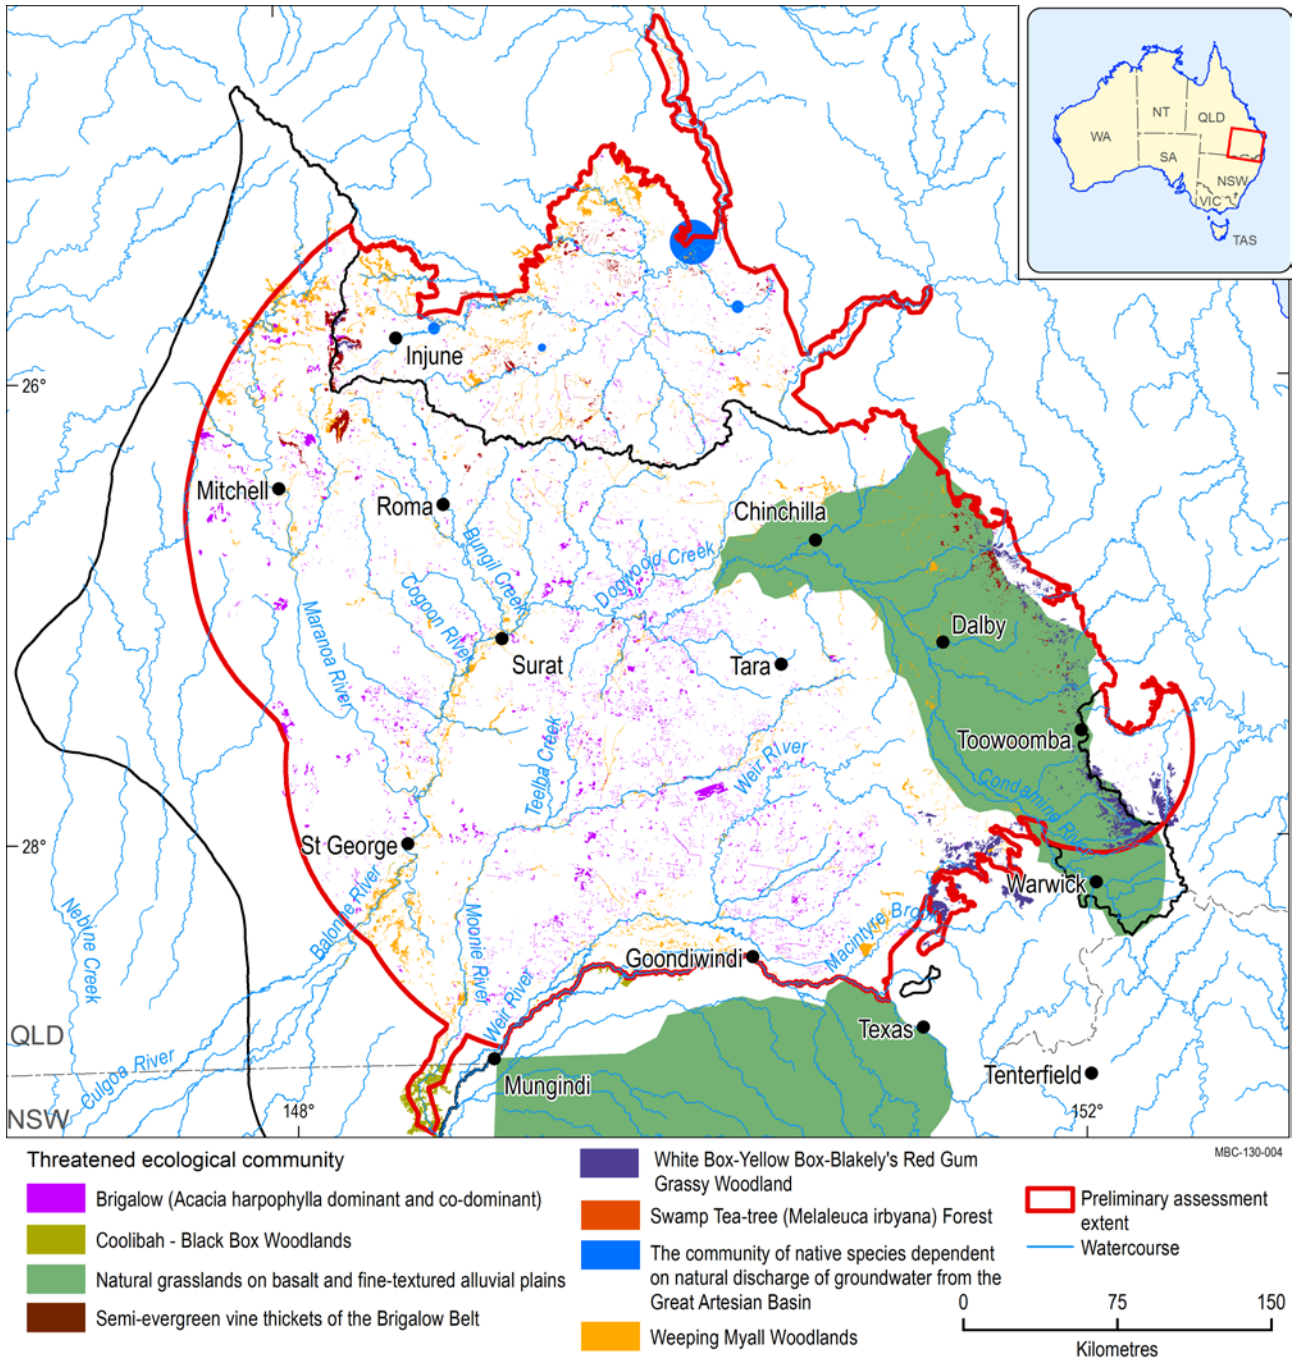 NT
QLD
WA
SA
NSW
VIC
TAS
26°
Injune
Mitchell
Roma
Chinchilla
Bungil Creek
Dogwood Creek
Cogoon River
Maranoa River
Surat
Dalby
Tara
Toowoomba
Teelba Creek
Weir River
Condamine River
28°
St George
Warwick
Nebine Creek
Balonne River
Moonie River
Macintyre Brook
Goondiwindi
Weir River
Texas
QLD
Culgoa River
Mungindi
Tenterfield
NSW
148°
152°
MBC-130-004
Threatened ecological community
Brigalow (Acacia harpophylla dominant and co-dominant)
Coolibah - Black Box Woodlands
Natural grasslands on basalt and fine-textured alluvial plains
Semi-evergreen vine thickets of the Brigalow Belt
White Box-Yellow Box-Blakely's Red Gum
Grassy Woodland
Swamp Tea-tree (Melaleuca irbyana) Forest
The community of native species dependent
on natural discharge of groundwater from the
Great Artesian Basin
Weeping Myall Woodlands
Preliminary assessment
extent
Watercourse
0 75 150
Kilometres